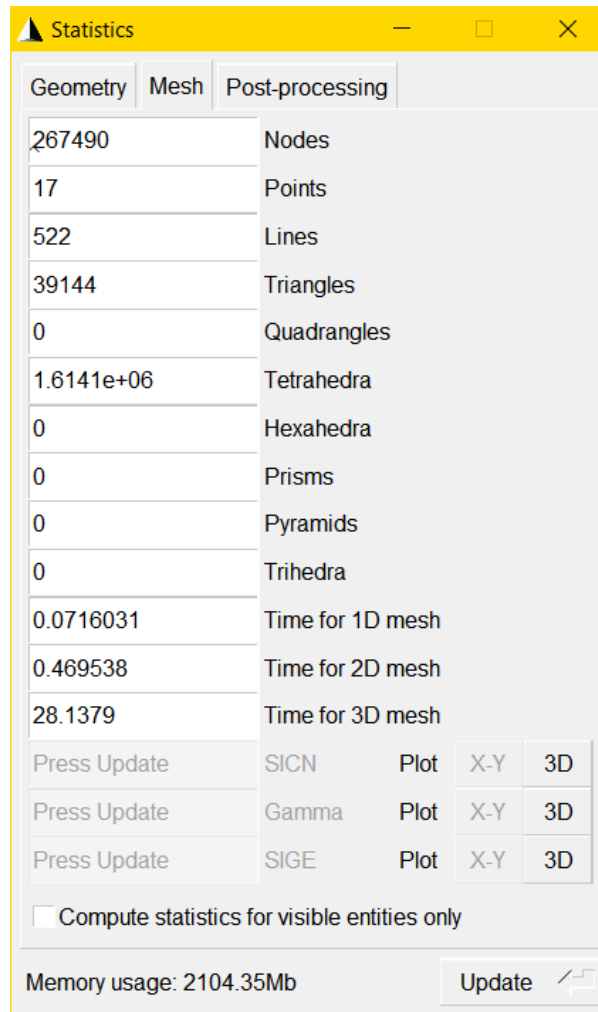 Statistics
Geometry Mesh Post-processing
267490 Nodes
17 Points
522 Lines
39144 Triangles
0 Quadrangles
1.6141e+06 Tetrahedra
0 Hexahedra
0 Prisms
0 Pyramids
0 Trihedra
0.0716031 Time for 1D mesh
0.469538 Time for 2D mesh
28.1379 Time for 3D mesh
Press Update SICN Plot X-Y 3D
Press Update Gamma Plot X-Y 3D
Press Update SIGE Plot X-Y 3D
Compute statistics for visible entities only
Memory usage: 2104.35Mb Update